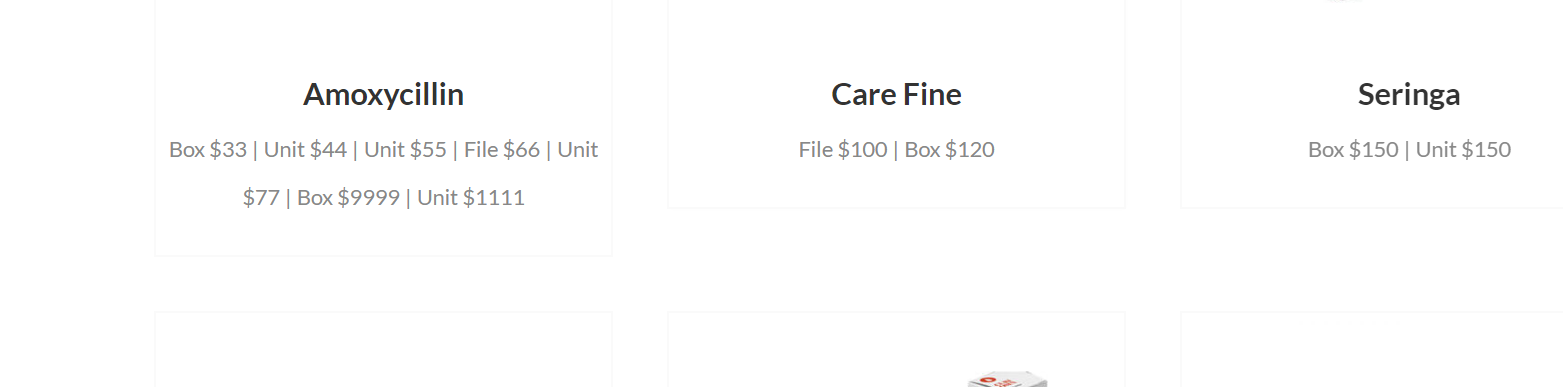 Amoxycillin
Box $33 | Unit $44 | Unit $55 | File $66 | Unit
$77 | Box $9999 | Unit $1111
Care Fine
File $100 | Box $120
Seringa
Box $150 | Unit $150